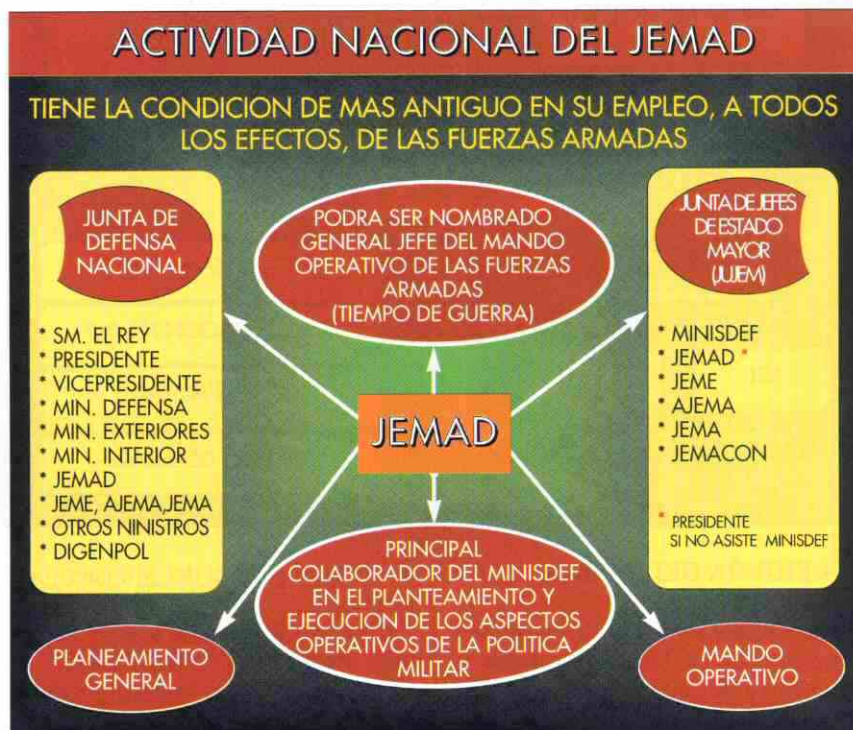 ACTIVIDAD NACIONAL DEL JEMAD
TIENE LA CONDICION DE MAS ANTIGUO EN SU EMPLEO, A TODOS
LOS EFECTOS, DE LAS FUERZAS ARMADAS
JUNTA DE
DEFENSA
NACIONAL
* SM. EL REY
* PRESIDENTE
* VICEPRESIDENTE
* MIN. DEFENSA
* MIN. EXTERIORES
* MIN. INTERIOR
* JEMAD
* JEME, AJEMA,JEMA
* OTROS NINISTROS
* DIGENPOL
PODRA SER NOMBRADO
GENERAL JEFE DEL MANDO
OPERATIVO DE LAS FUERZAS
ARMADAS
(TIEMPO DE GUERRA)
JUNTA DE JEFES
DE ESTADO
MAYOR
(JUJEM)
* MINISDEF
* JEMAD *
* JEME
* AJEMA
* JEMA
* JEMACON
* PRESIDENTE
SI NO ASISTE MINISDEF
JEMAD
PLANEAMIENTO
GENERAL
PRINCIPAL
COLABORADOR DEL MINISDEF
EN EL PLANTEAMIENTO Y
EJECUCION DE LOS ASPECTOS
OPERATIVOS DE LA POLITICA
MILITAR
MANDO
OPERATIVO